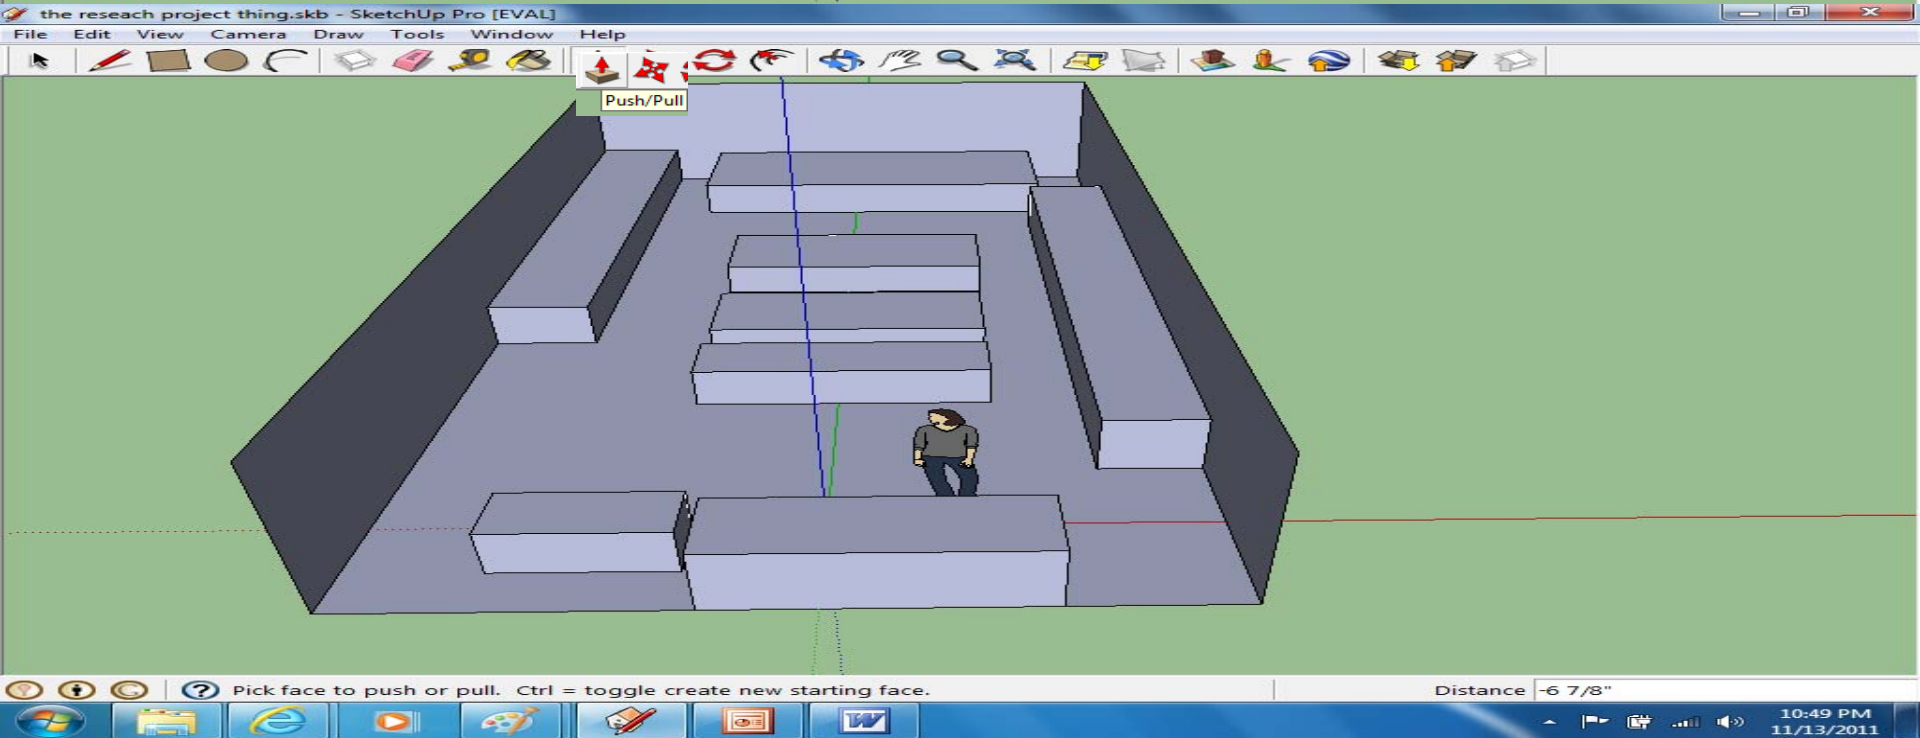 the reseach project thing.skb - SketchUp Pro [EVAL]
File Edit View Camera Draw Tools Window Help
Push/Pull
Pick face to push or pull. Ctrl = toggle create new starting face.
Distance -6 7/8"
10:49 PM
11/13/2011